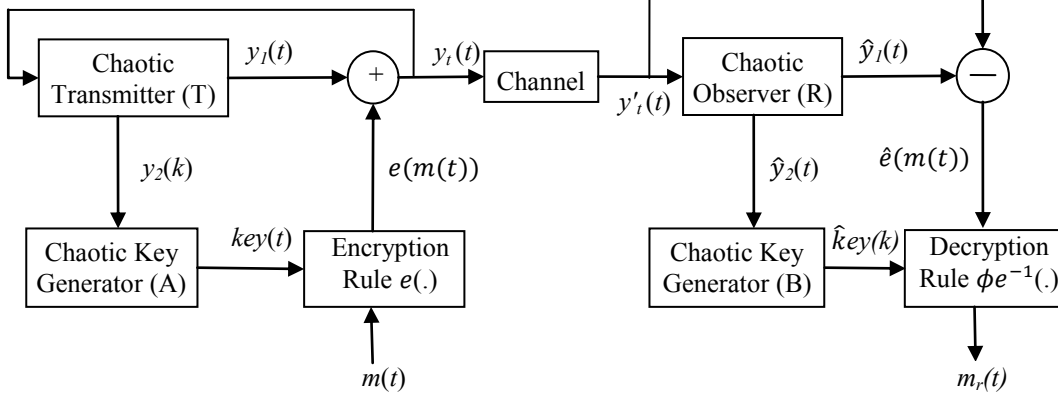 Chaotic
Transmitter (T)
y₁(t)
+
yₜ(t)
Channel
y'ₜ(t)
Chaotic
Observer (R)
ŷ₁(t)
—
y₂(k)
e(m(t))
ŷ₂(t)
ê(m(t))
Chaotic Key
Generator (A)
key(t)
Encryption
Rule e(.)
Chaotic Key
Generator (B)
k̂ey(k)
Decryption
Rule ϕe⁻¹(.)
m(t)
mᵣ(t)